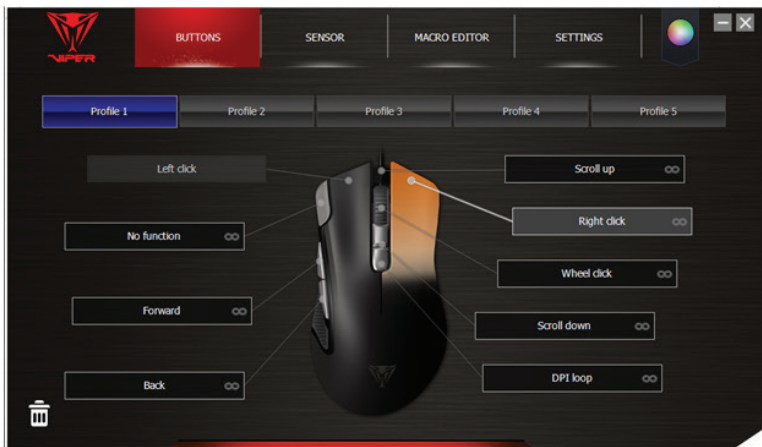 VIPER
BUTTONS
SENSOR
MACRO EDITOR
SETTINGS
Profile 1
Profile 2
Profile 3
Profile 4
Profile 5
Left click
Scroll up
No function
Right click
Wheel click
Forward
Scroll down
Back
DPI loop